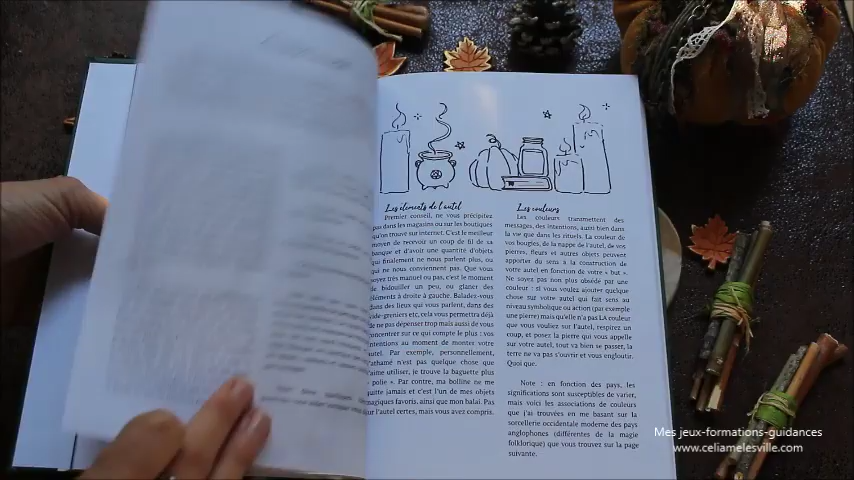 Les éléments de l'autel
Premier conseil, ne vous précipitez
pas dans les magasins ou sur les boutiques
qu'on trouve sur internet. C'est le meilleur
moyen de recevoir un coup de fil de sa
banque et d'avoir une quantité d'objets
qui finalement ne nous parlent plus, ou
qui ne nous conviennent pas. Que vous
soyez très manuel ou pas, c'est le moment
de bidouiller un peu, ou glaner des
éléments à droite à gauche. Baladez-vous
dans des lieux qui vous parlent, dans des
vide-greniers etc, cela vous permettra déjà
de ne pas dépenser trop mais aussi de vous
concentrer sur ce qui compte le plus : vos
intentions au moment de monter votre
autel. Par exemple, personnellement,
l'athamé n'est pas quelque chose que
j'aime utiliser, je trouve la baguette plus
« polie ». Par contre, ma bolline ne me
quitte jamais et c'est l'un de mes objets
magiques favoris, ainsi que mon balai. Pas
sur l'autel certes, mais vous avez compris.
Les couleurs
Les couleurs transmettent des
messages, des intentions, aussi bien dans
la vie que dans les rituels. La couleur de
vos bougies, de la nappe de l'autel, de vos
pierres, fleurs et autres objets peuvent
apporter du sens à la construction de
votre autel en fonction de votre « but ».
Ne soyez pas non plus obsédé par une
couleur : si vous voulez ajouter quelque
chose sur votre autel qui fait sens au
niveau symbolique ou action (par exemple
une pierre) mais qu'elle n'a pas LA couleur
que vous vouliez sur l'autel, respirez un
coup, et posez la pierre qui vous appelle
sur votre autel, tout va bien se passer, la
terre ne va pas s'ouvrir et vous engloutir.
Quoi que.
Note : en fonction des pays, les
significations sont susceptibles de varier,
mais voici les associations de couleurs
que j'ai trouvées en me basant sur la
sorcellerie occidentale moderne des pays
anglophones (différentes de la magie
folklorique) que vous trouvez sur la page
suivante.
Mes jeux-formations-guidances
www.celiamelesville.com